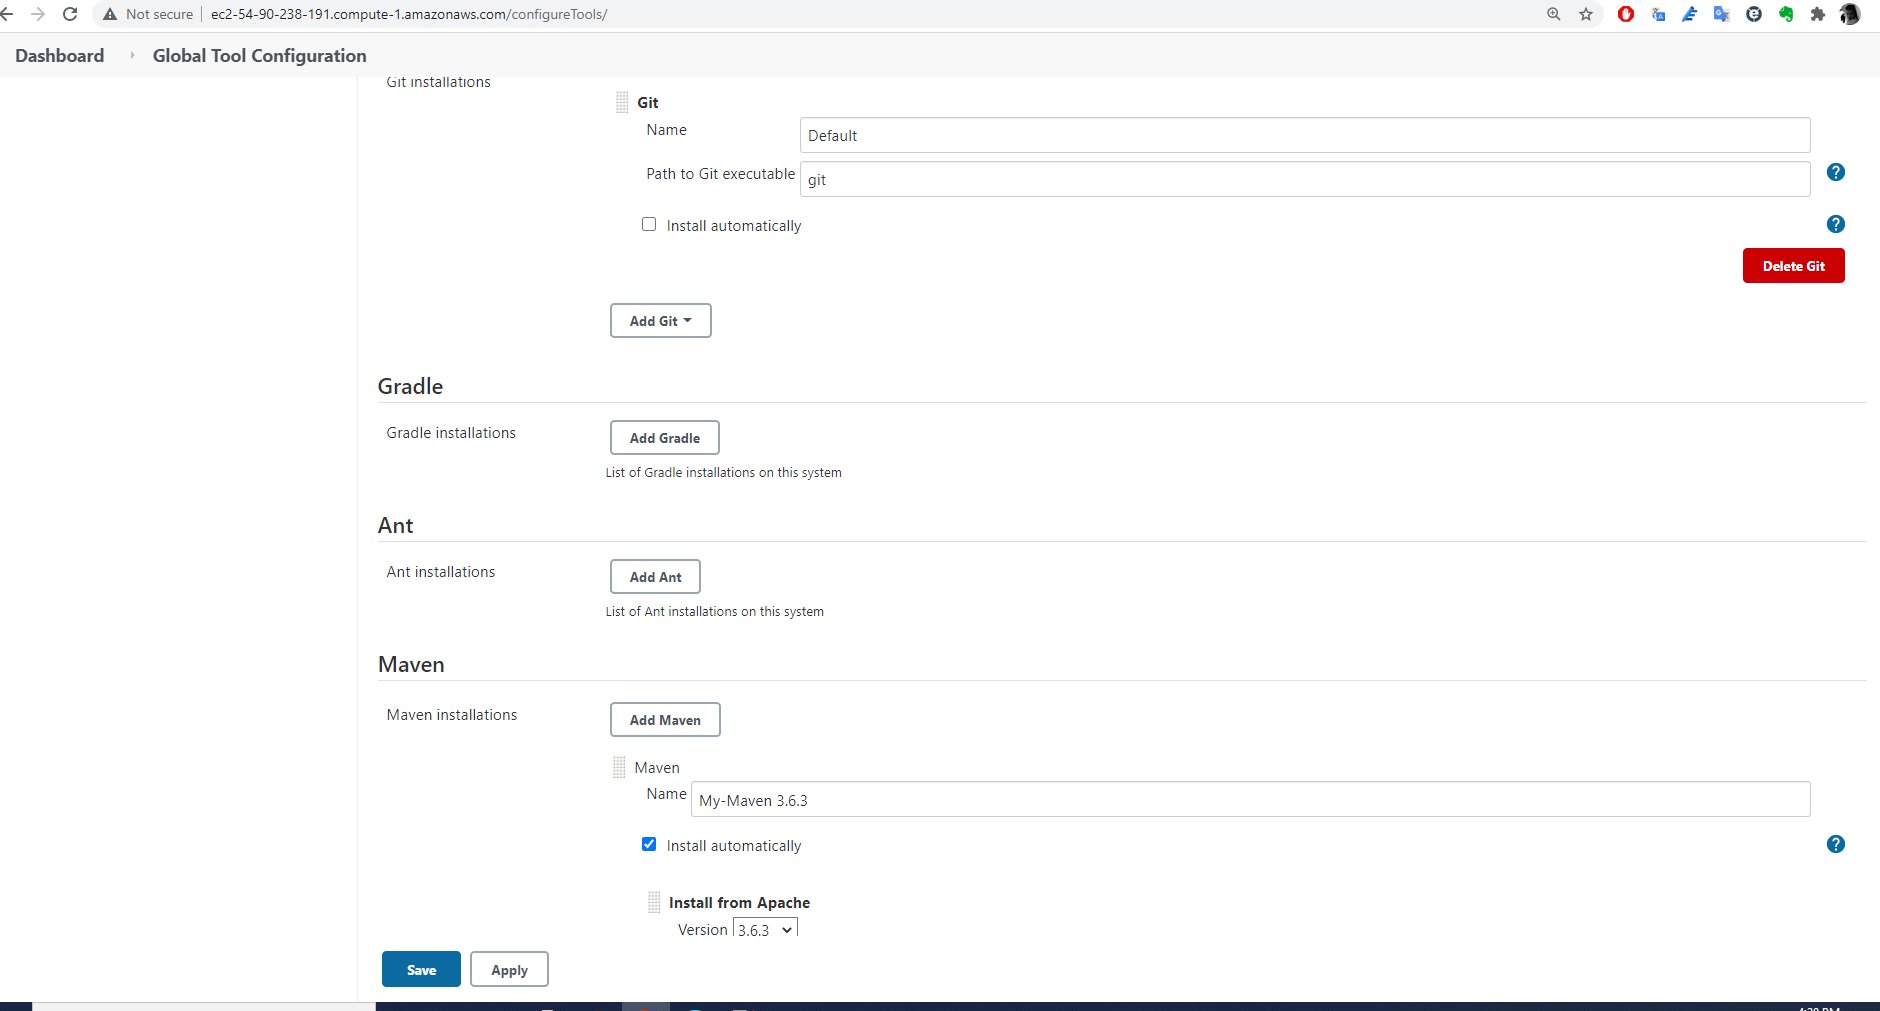 Not secure ec2-54-90-238-191.compute-1.amazonaws.com/configureTools/
Dashboard Global Tool Configuration
Git installations
Git
Name Default
Path to Git executable git
?
Install automatically
?
Delete Git
Add Git
Gradle
Gradle installations Add Gradle
List of Gradle installations on this system
Ant
Ant installations Add Ant
List of Ant installations on this system
Maven
Maven installations Add Maven
Maven
Name My-Maven 3.6.3
Install automatically
?
Install from Apache
Version 3.6.3
Save Apply